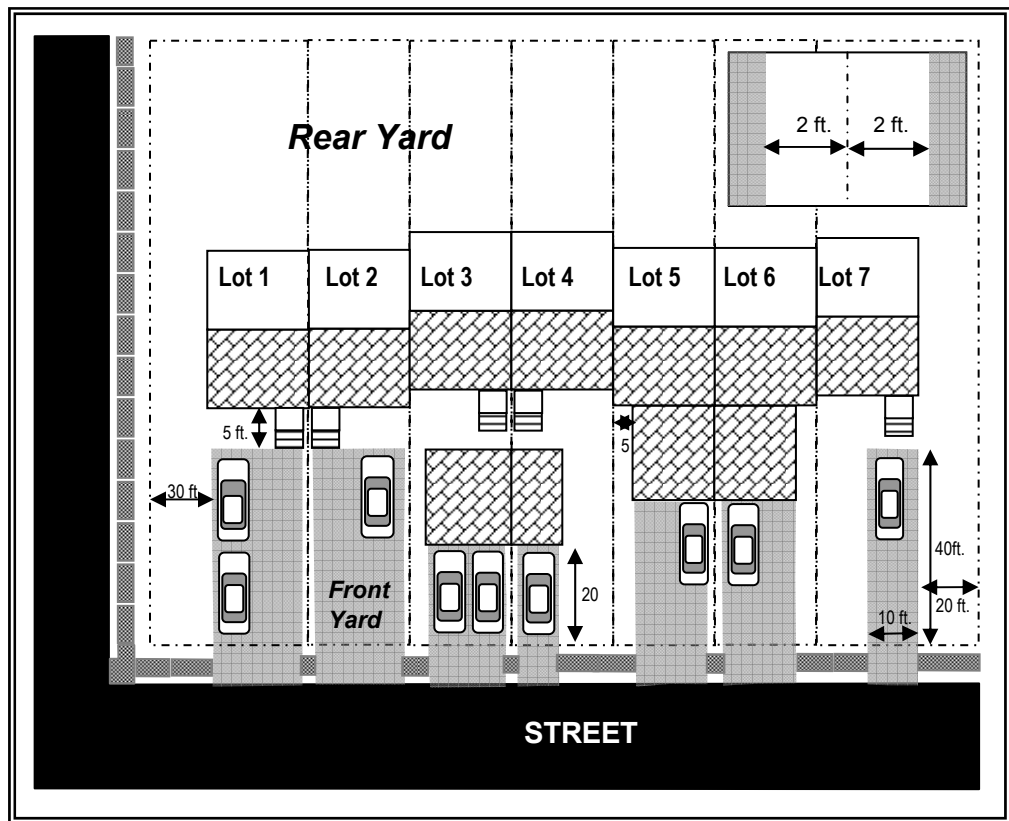 Rear Yard
2 ft. 2 ft.
Lot 1 Lot 2 Lot 3 Lot 4 Lot 5 Lot 6 Lot 7
5 ft.
5
30 ft
Front
Yard
20
40ft.
20 ft.
10 ft.
STREET